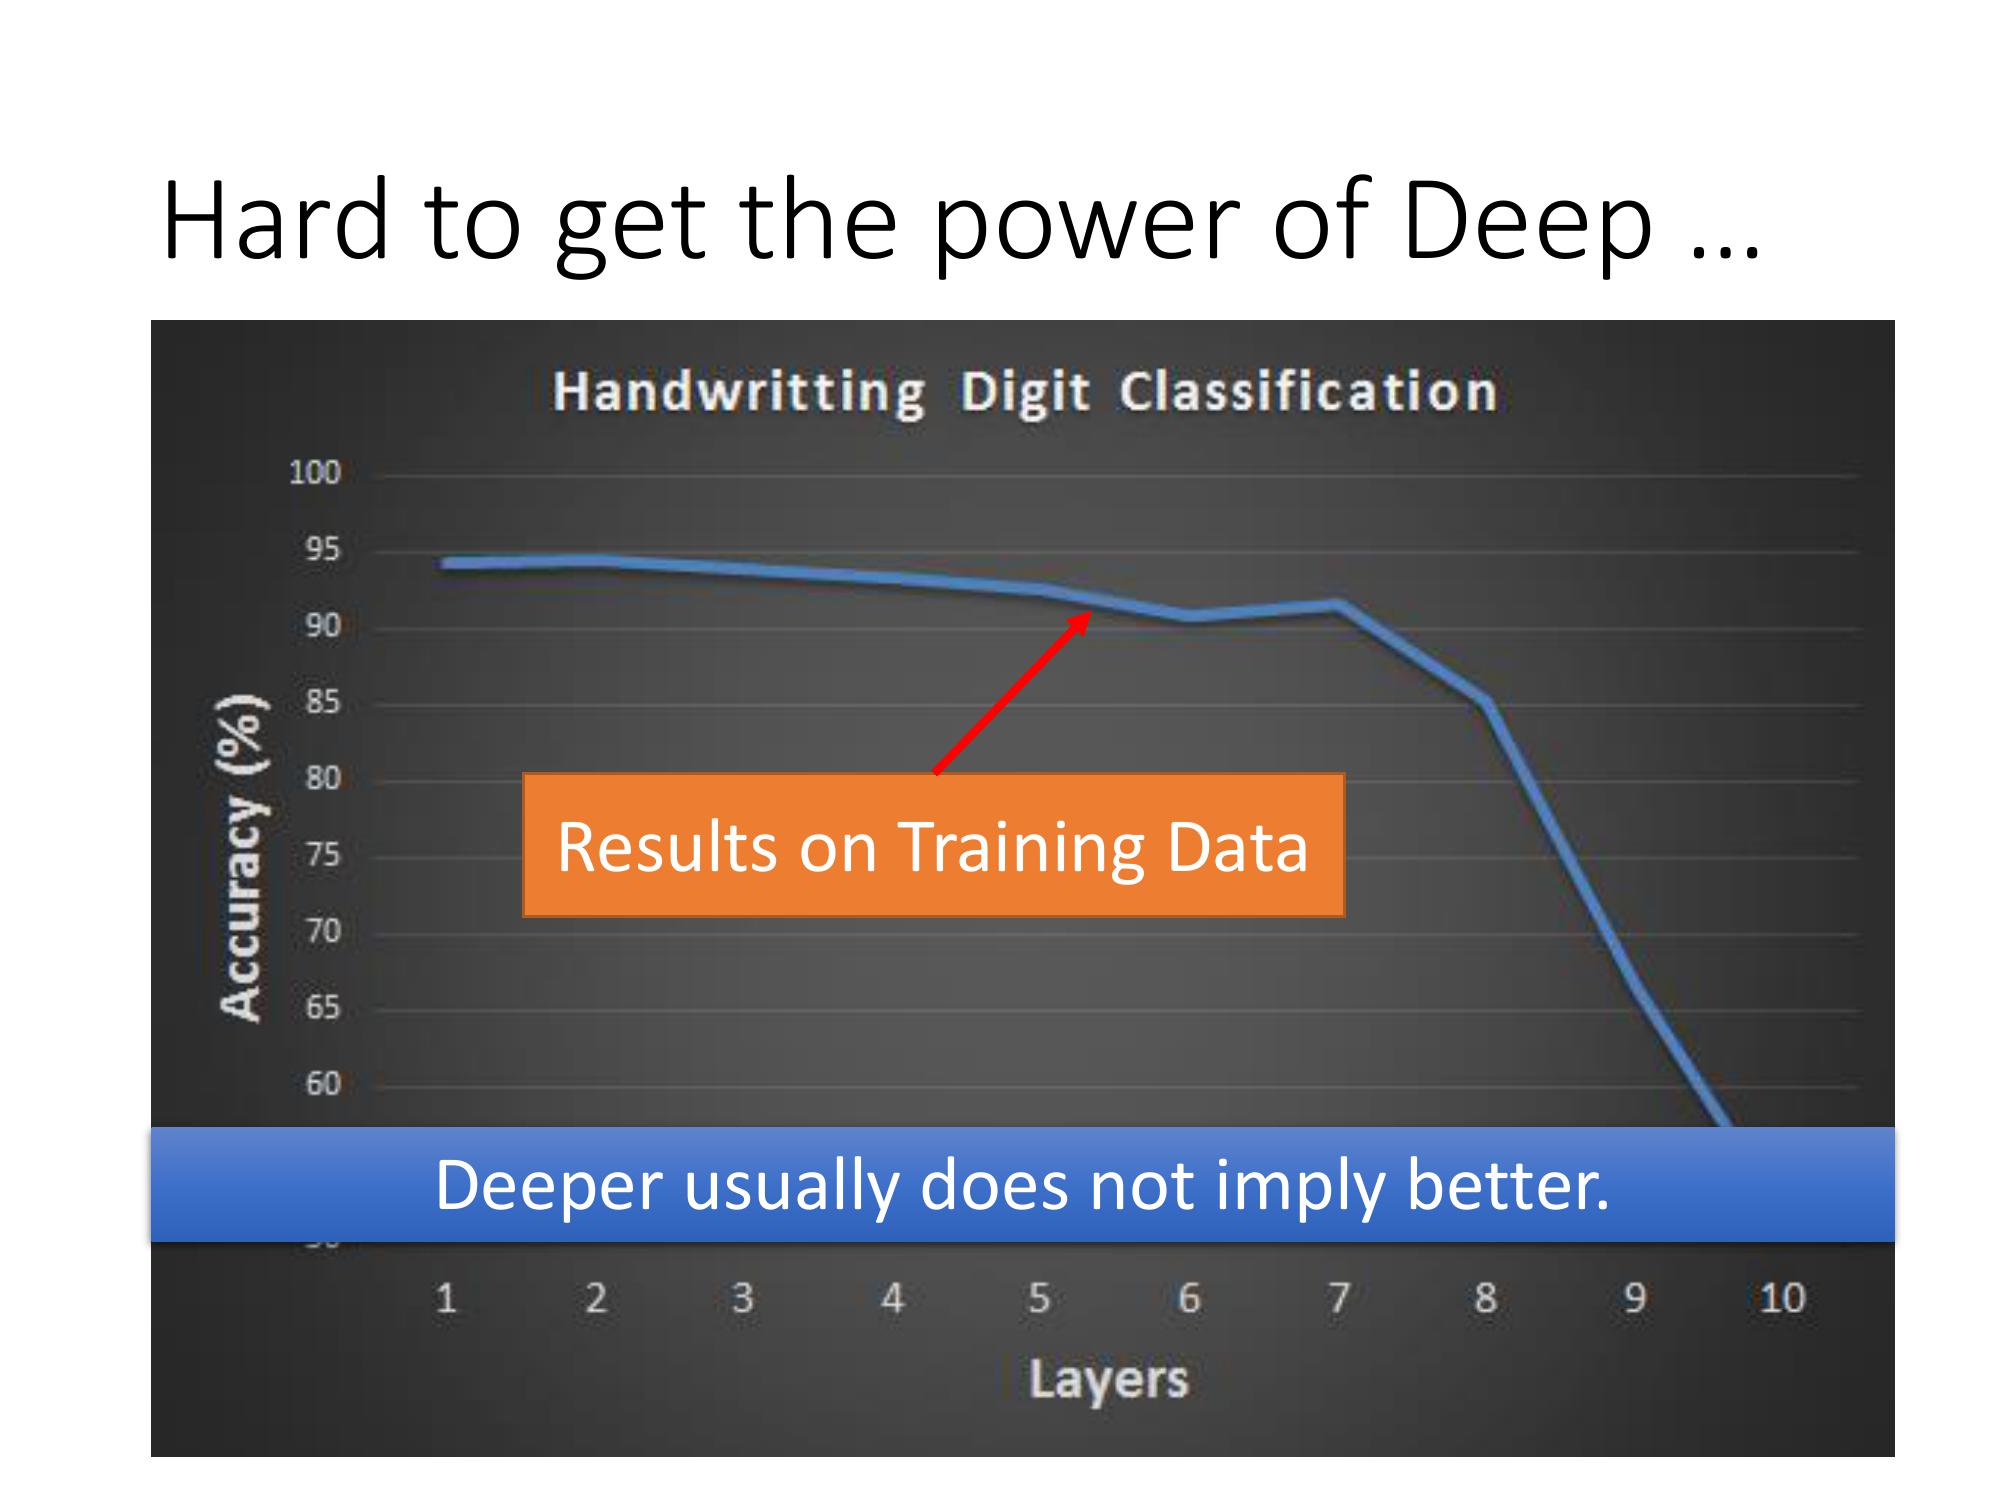 Hard to get the power of Deep ...
Handwritting Digit Classification
100
95
90
85
80
75
70
65
60
Accuracy (%)
Results on Training Data
Deeper usually does not imply better.
1 2 3 4 5 6 7 8 9 10
Layers